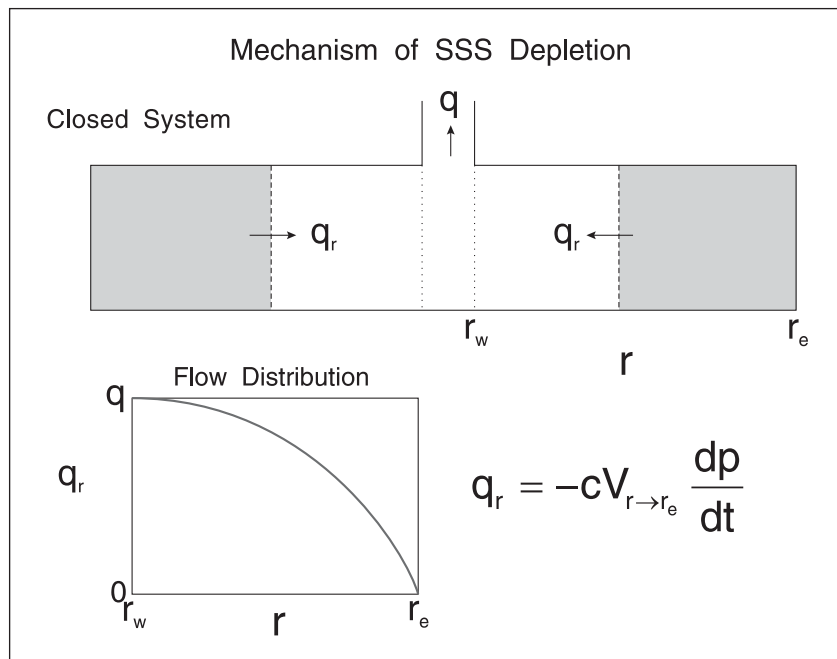 Mechanism of SSS Depletion
Closed System
q
q_r
q_r
r_w
r_e
r
Flow Distribution
q
q_r
0
r_w
r
r_e
q_r = −cV_{r→r_e} dp/dt